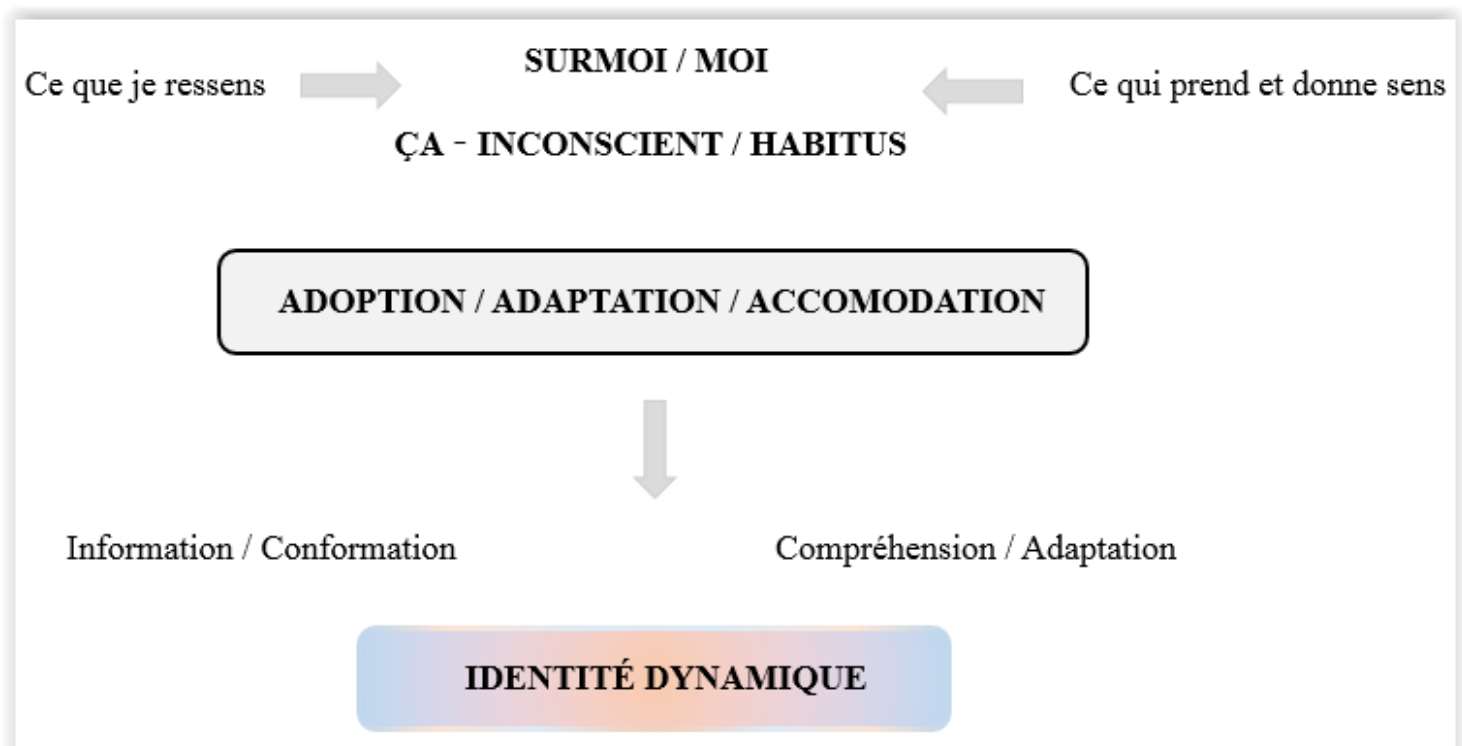 SURMOI / MOI
Ce que je ressens
Ce qui prend et donne sens
ÇA - INCONSCIENT / HABITUS
ADOPTION / ADAPTATION / ACCOMODATION
Information / Conformation
Compréhension / Adaptation
IDENTITÉ DYNAMIQUE